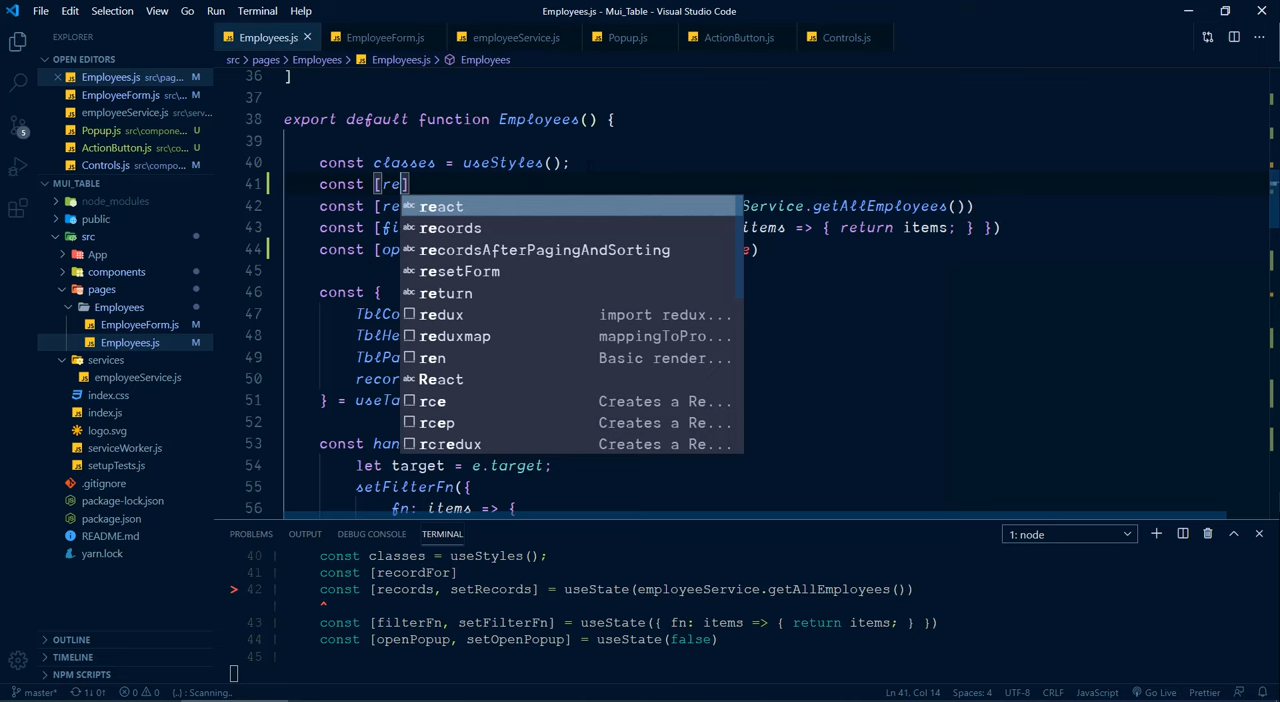 File Edit Selection View Go Run Terminal Help
Employees.js - Mui_Table - Visual Studio Code
EXPLORER
OPEN EDITORS
Employees.js src\pag... M
EmployeeForm.js src\... M
employeeService.js src\serv...
Popup.js src\compone... U
ActionButton.js src\co... U
Controls.js src\compo... M
MUI_TABLE
node_modules
public
src
App
components
pages
Employees
EmployeeForm.js M
Employees.js M
services
employeeService.js
index.css
index.js
logo.svg
serviceWorker.js
setupTests.js
.gitignore
package-lock.json
package.json
README.md
yarn.lock
OUTLINE
TIMELINE
NPM SCRIPTS
5
Employees.js
EmployeeForm.js
employeeService.js
Popup.js
ActionButton.js
Controls.js
src > pages > Employees > Employees.js > Employees
36 ]
37
38 export default function Employees() {
39
40 const classes = useStyles();
41 const [re]
42 const [re Service.getAllEmployees())
43 const [fi items => { return items; } })
44 const [op e)
45
46 const {
47 TblCo
48 TblHe
49 TblPa
50 recor
51 } = useTa
52
53 const han
54 let target = e.target;
55 setFilterFn({
56 fn: items => {
react
records
recordsAfterPagingAndSorting
resetForm
return
redux import redux...
reduxmap mappingToPro...
ren Basic render...
React
rce Creates a Re...
rcep Creates a Re...
rcredux Creates a Re...
PROBLEMS OUTPUT DEBUG CONSOLE TERMINAL
1: node
40 | const classes = useStyles();
41 | const [recordFor]
> 42 | const [records, setRecords] = useState(employeeService.getAllEmployees())
| ^
43 | const [filterFn, setFilterFn] = useState({ fn: items => { return items; } })
44 | const [openPopup, setOpenPopup] = useState(false)
45 |
master* 1↓ 0↑ 0 0 {..} : Scanning.. Ln 41, Col 14 Spaces: 4 UTF-8 CRLF JavaScript Go Live Prettier